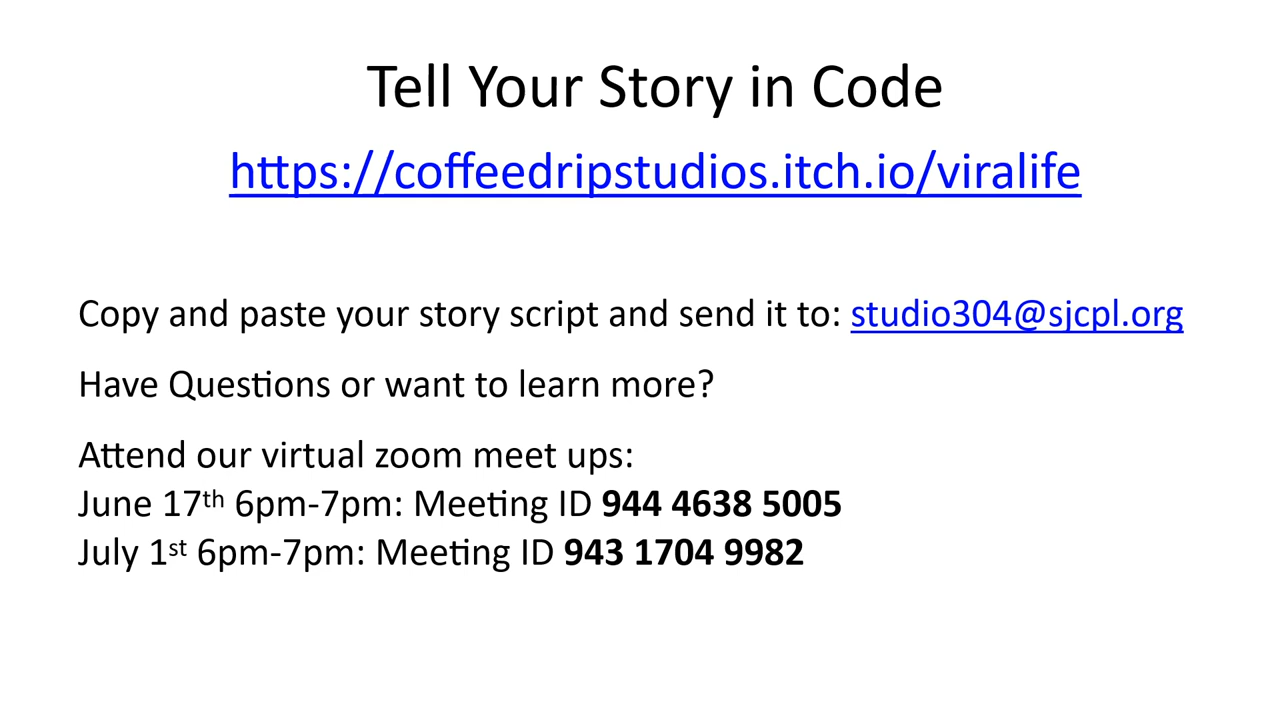 Tell Your Story in Code
https://coffeedripstudios.itch.io/viralife
Copy and paste your story script and send it to: studio304@sjcpl.org
Have Questions or want to learn more?
Attend our virtual zoom meet ups:
June 17th 6pm-7pm: Meeting ID 944 4638 5005
July 1st 6pm-7pm: Meeting ID 943 1704 9982